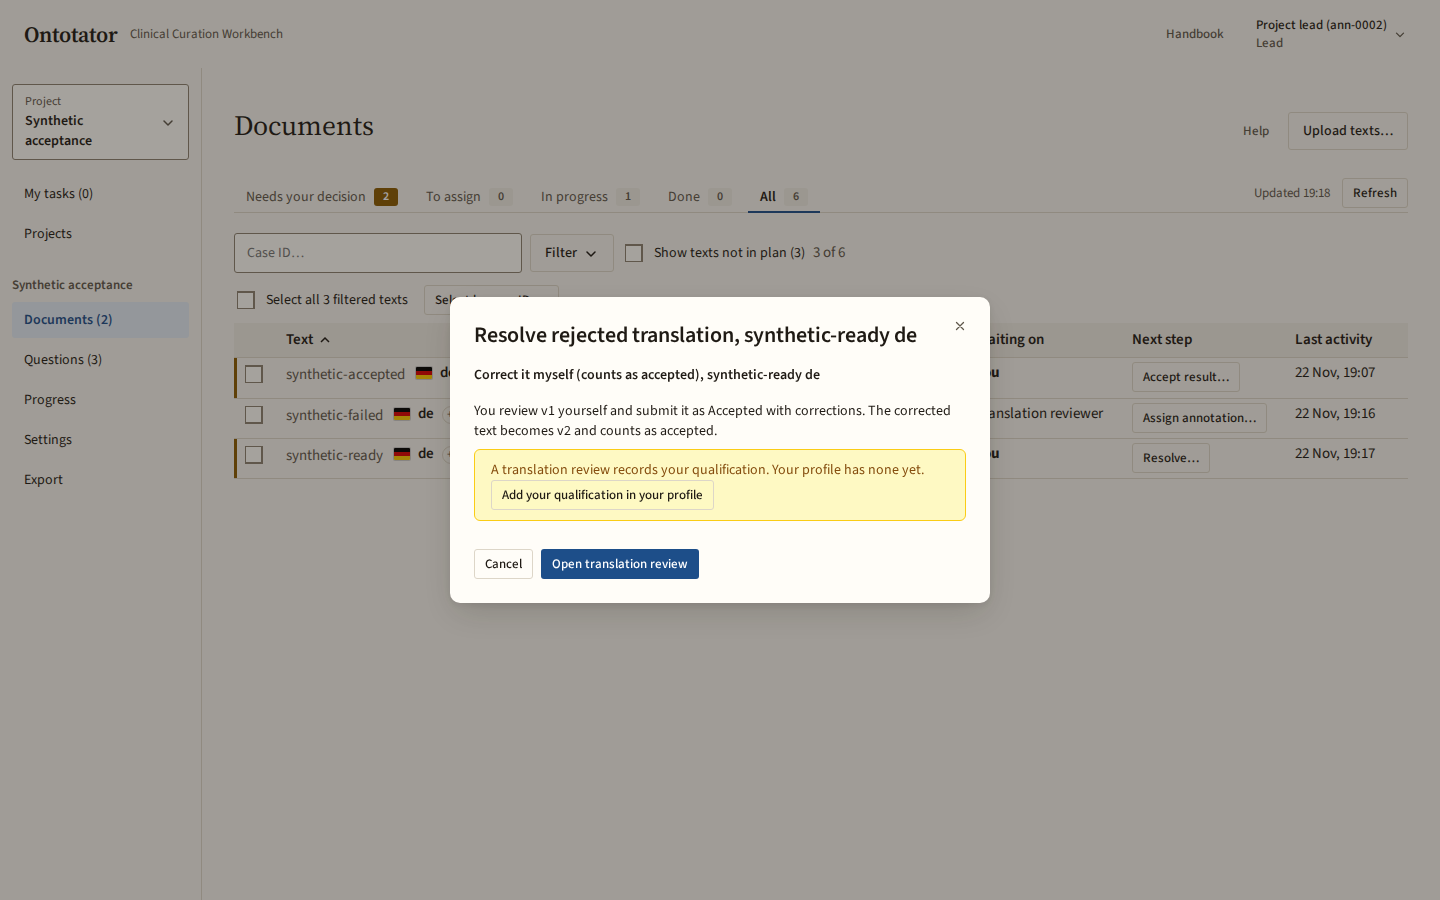 Ontotator Clinical Curation Workbench
Handbook
Project lead (ann-0002)
Lead
Project
Synthetic
acceptance
My tasks (0)
Projects
Synthetic acceptance
Documents (2)
Questions (3)
Progress
Settings
Export
Documents
Help
Upload texts…
Needs your decision 2
To assign 0
In progress 1
Done 0
All 6
Updated 19:18
Refresh
Case ID…
Filter
Show texts not in plan (3) 3 of 6
Select all 3 filtered texts
Text
Next step
Last activity
synthetic-accepted
Accept result…
22 Nov, 19:07
synthetic-failed de
Assign annotation…
22 Nov, 19:16
synthetic-ready de
Resolve…
22 Nov, 19:17
Resolve rejected translation, synthetic-ready de
×
Correct it myself (counts as accepted), synthetic-ready de
You review v1 yourself and submit it as Accepted with corrections. The corrected
text becomes v2 and counts as accepted.
A translation review records your qualification. Your profile has none yet.
Add your qualification in your profile
Cancel
Open translation review